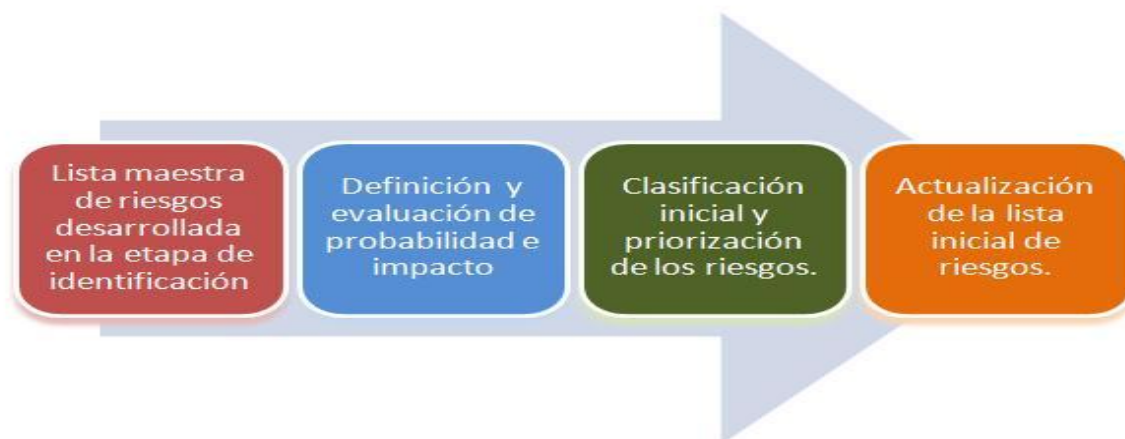 Lista maestra
de riesgos
desarrollada
en la etapa de
identificación
Definición y
evaluación de
probabilidad e
impacto
Clasificación
inicial y
priorización
de los riesgos.
Actualización
de la lista
inicial de
riesgos.